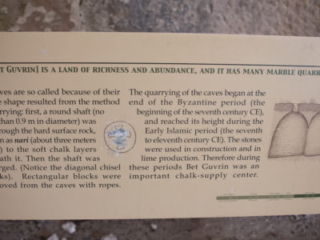 T GUVRIN] IS A LAND OF RICHNESS AND ABUNDANCE, AND IT HAS MANY MARBLE QUARR
ves are so called because of their
e shape resulted from the method
rrying: first, a round shaft (no
than 0.9 m in diameter) was
rough the hard surface rock,
n as nari (about three meters
) to the soft chalk layers
ath it. Then the shaft was
rged. (Notice the diagonal chisel
ks). Rectangular blocks were
oved from the caves with ropes.
The quarrying of the caves began at the
end of the Byzantine period (the
beginning of the seventh century CE),
and reached its height during the
Early Islamic period (the seventh
to eleventh century CE). The stones
were used in construction and in
lime production. Therefore during
these periods Bet Guvrin was an
important chalk-supply center.